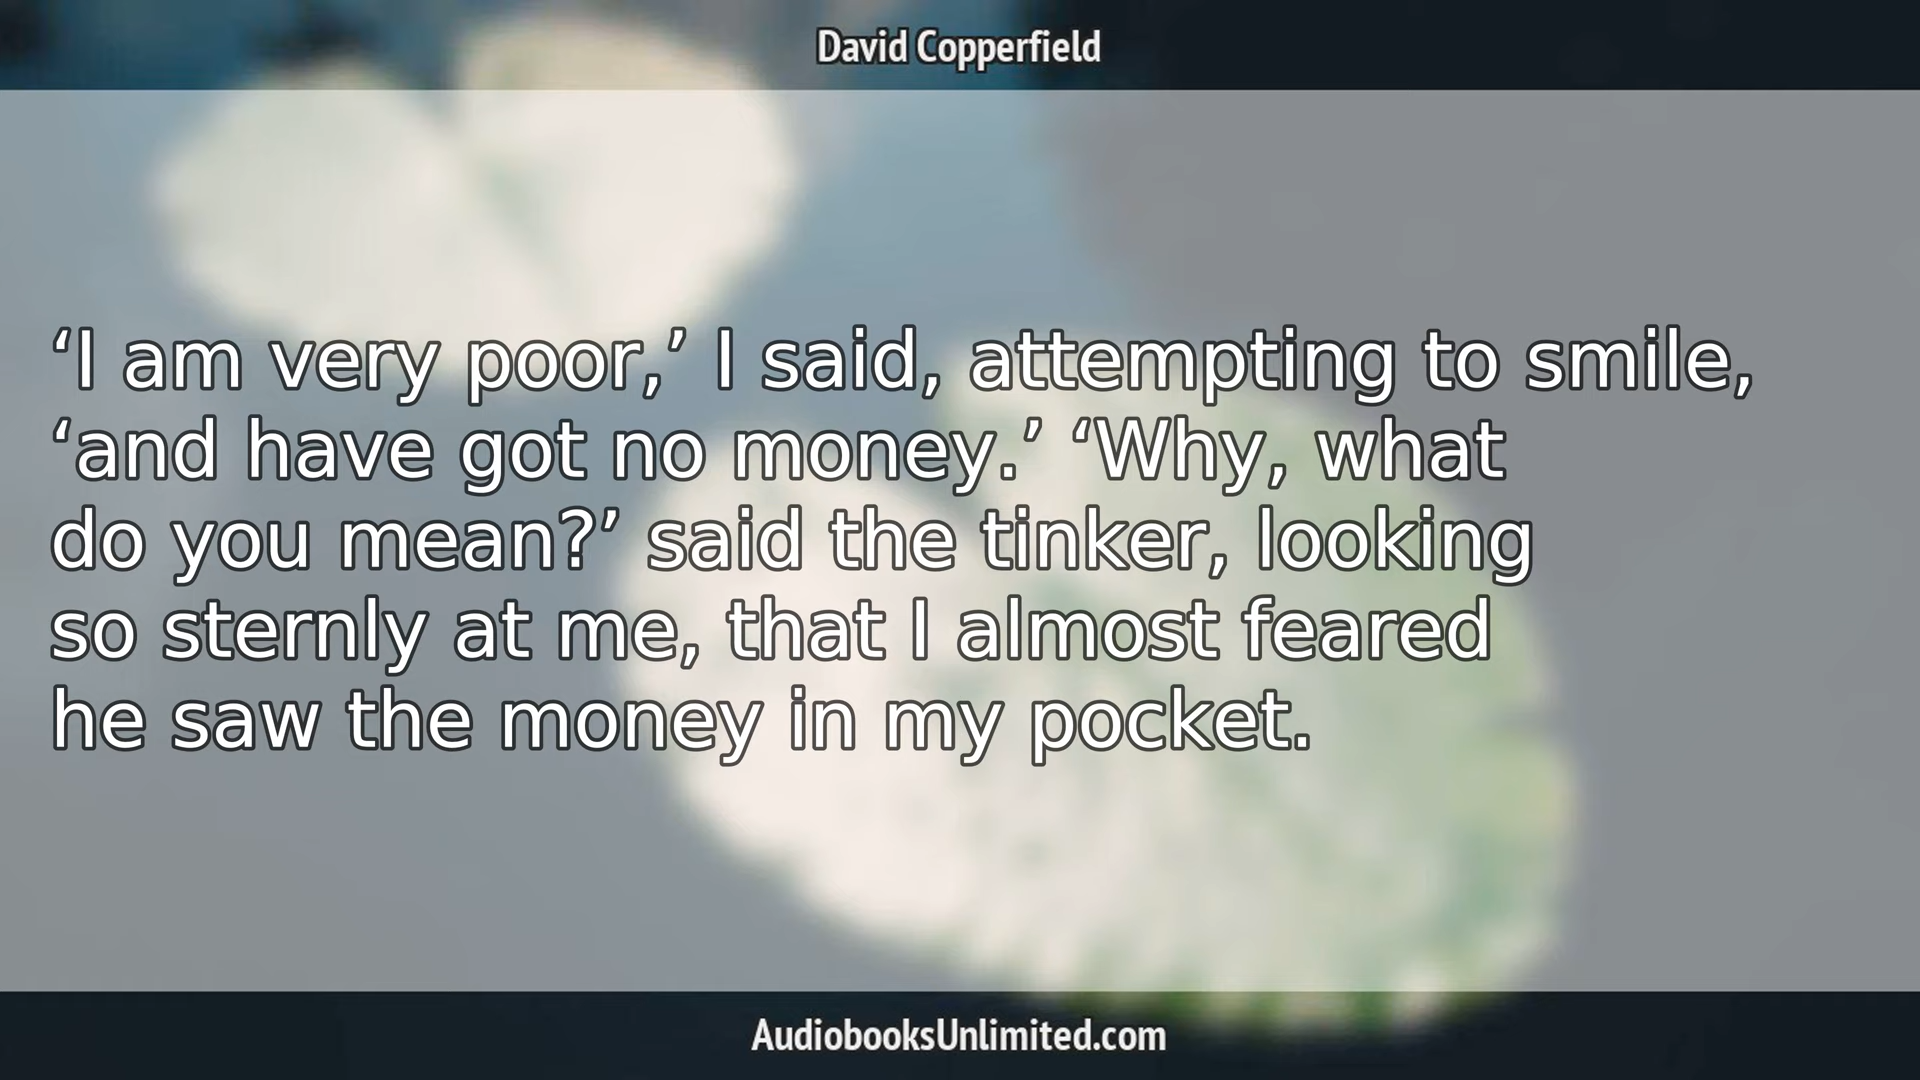 David Copperfield
‘I am very poor,’ I said, attempting to smile,
‘and have got no money.’ ‘Why, what
do you mean?’ said the tinker, looking
so sternly at me, that I almost feared
he saw the money in my pocket.
AudiobooksUnlimited.com